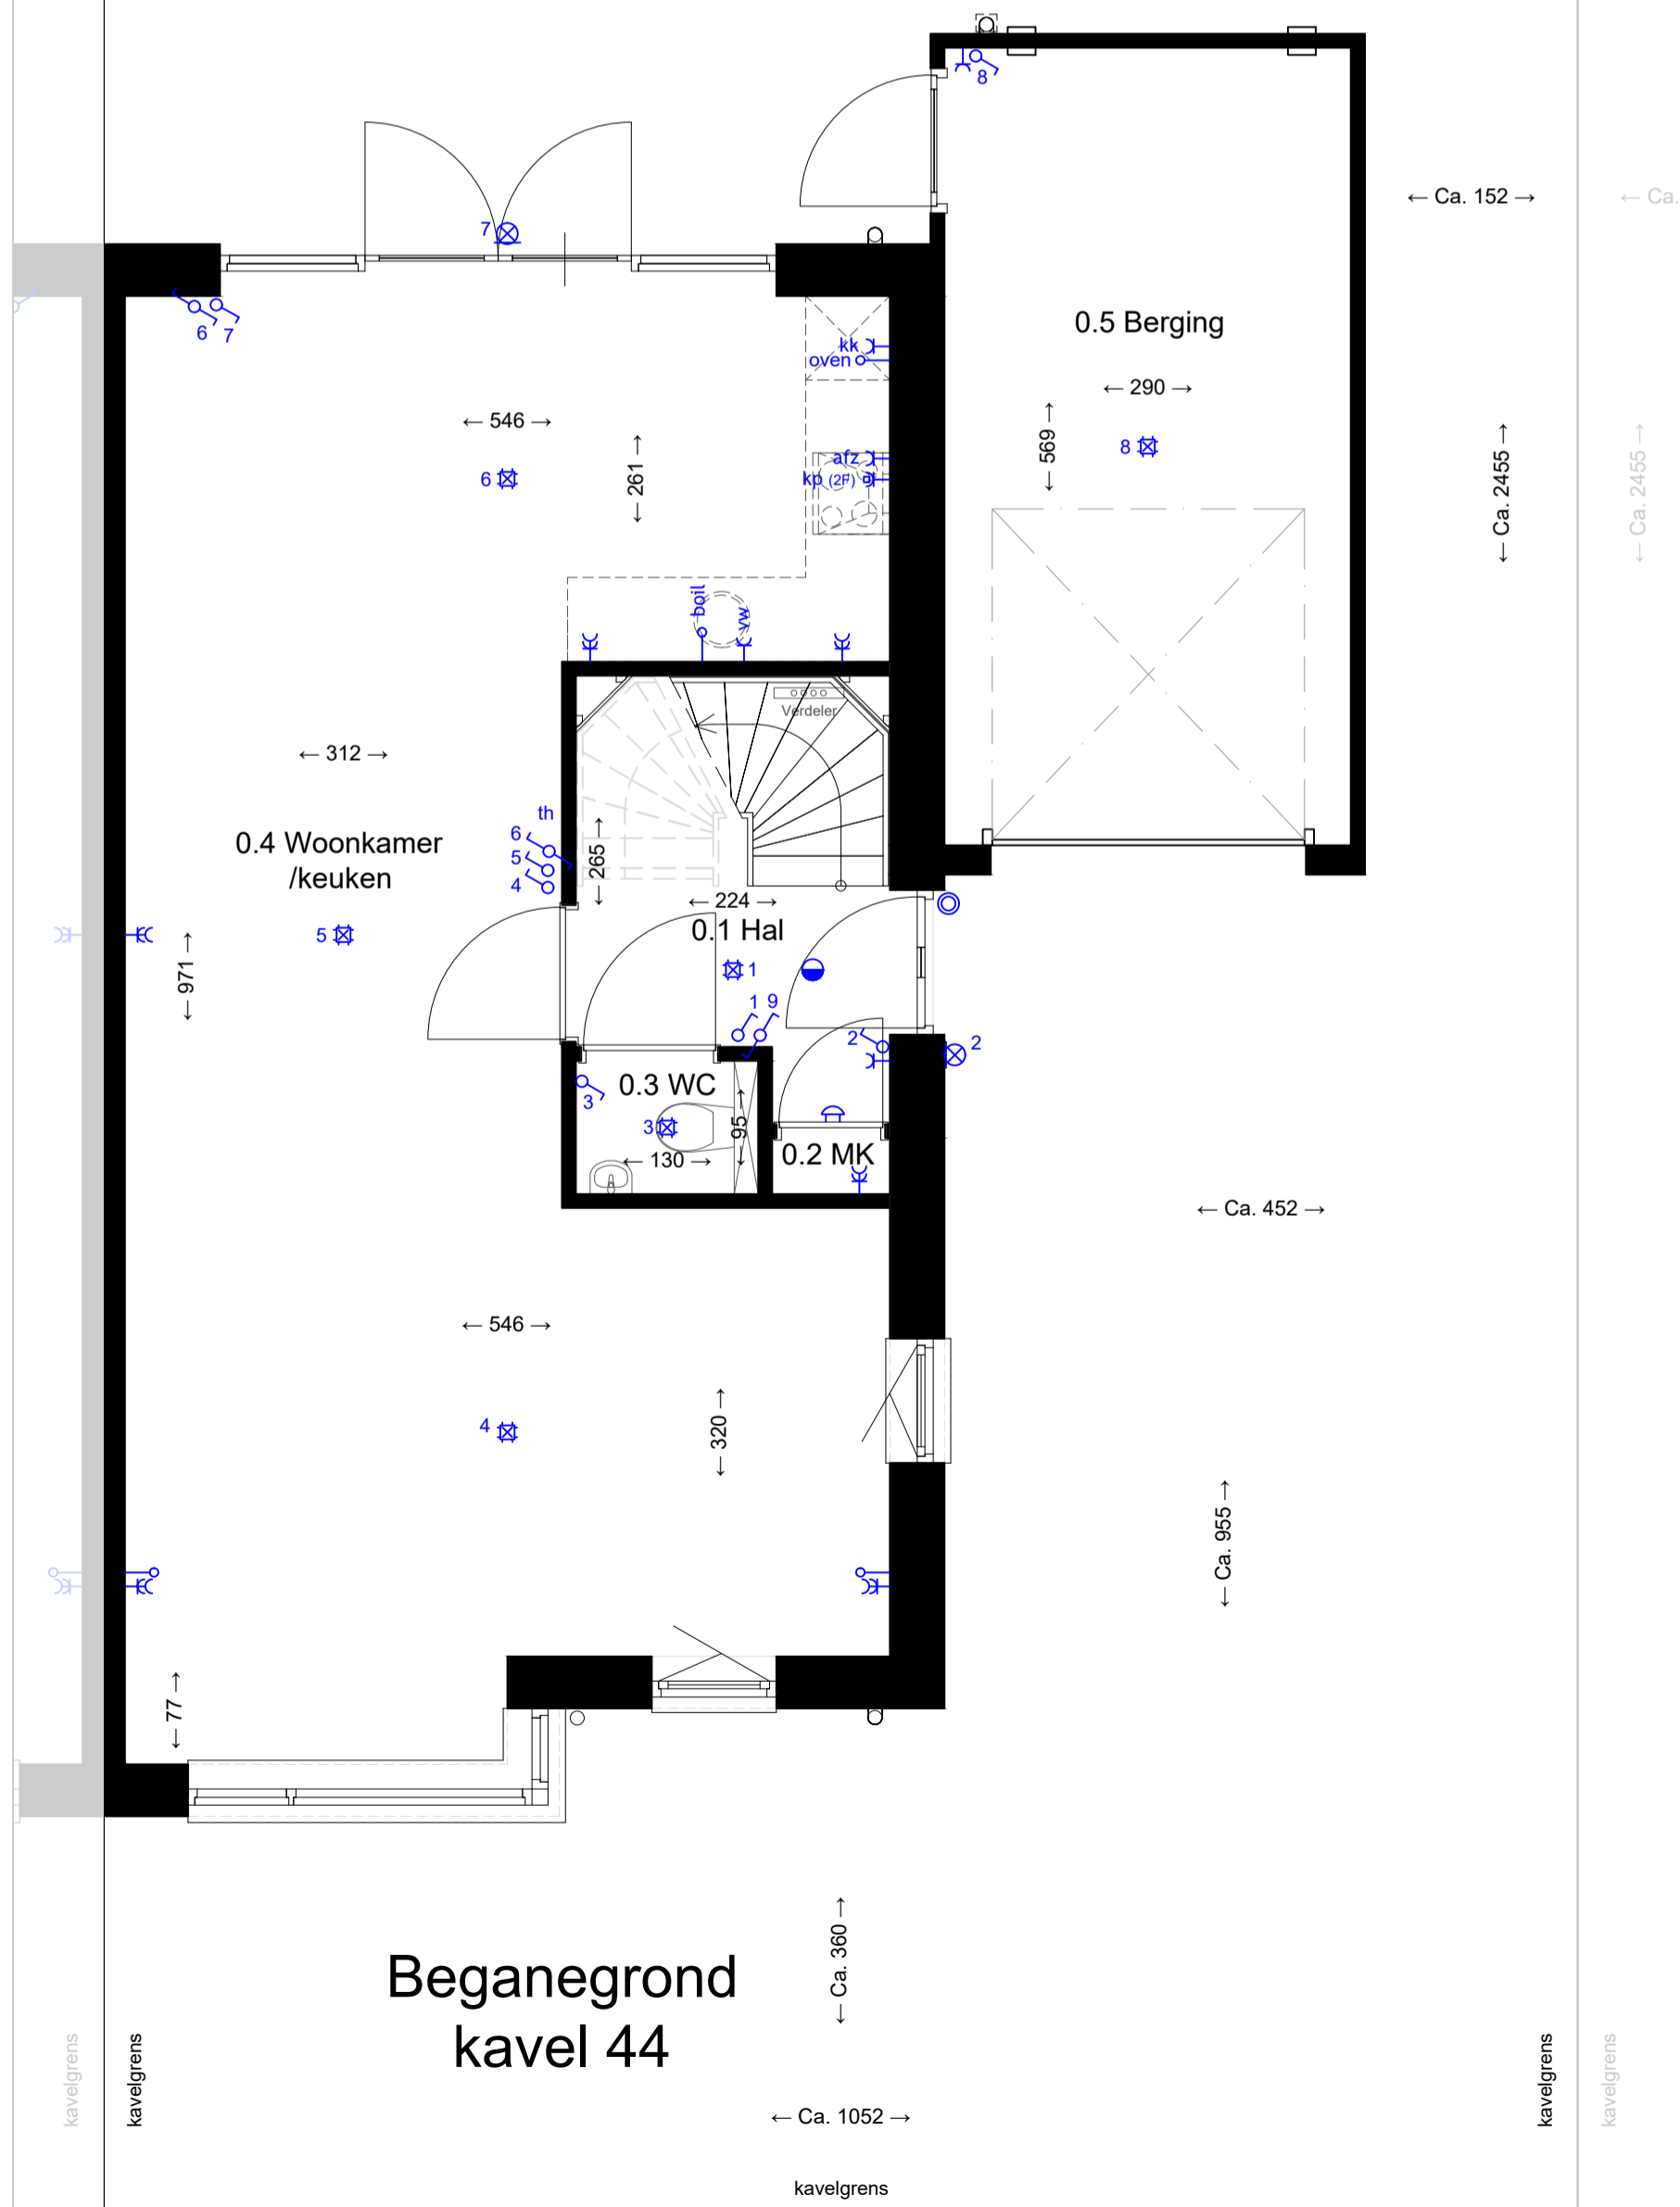 8
← Ca. 152 →
← Ca.
7
6
7
0.5 Berging
kk
oven
← 290 →
← 546 →
← 261 →
← 569 →
8
← Ca. 2455 →
← Ca. 2455 →
6
afz
kp (2F)
boil
vw
Verdeler
← 312 →
th
6
5
4
0.4 Woonkamer
/keuken
← 265 →
← 224 →
0.1 Hal
5
1
← 971 →
1 9
2
2
0.3 WC
3
3
95 →
← 130 →
0.2 MK
← Ca. 452 →
← 546 →
4
← 320 →
← Ca. 955 →
← 77 →
← Ca. 360 →
Beganegrond
kavel 44
kavelgrens
kavelgrens
kavelgrens
kavelgrens
← Ca. 1052 →
kavelgrens